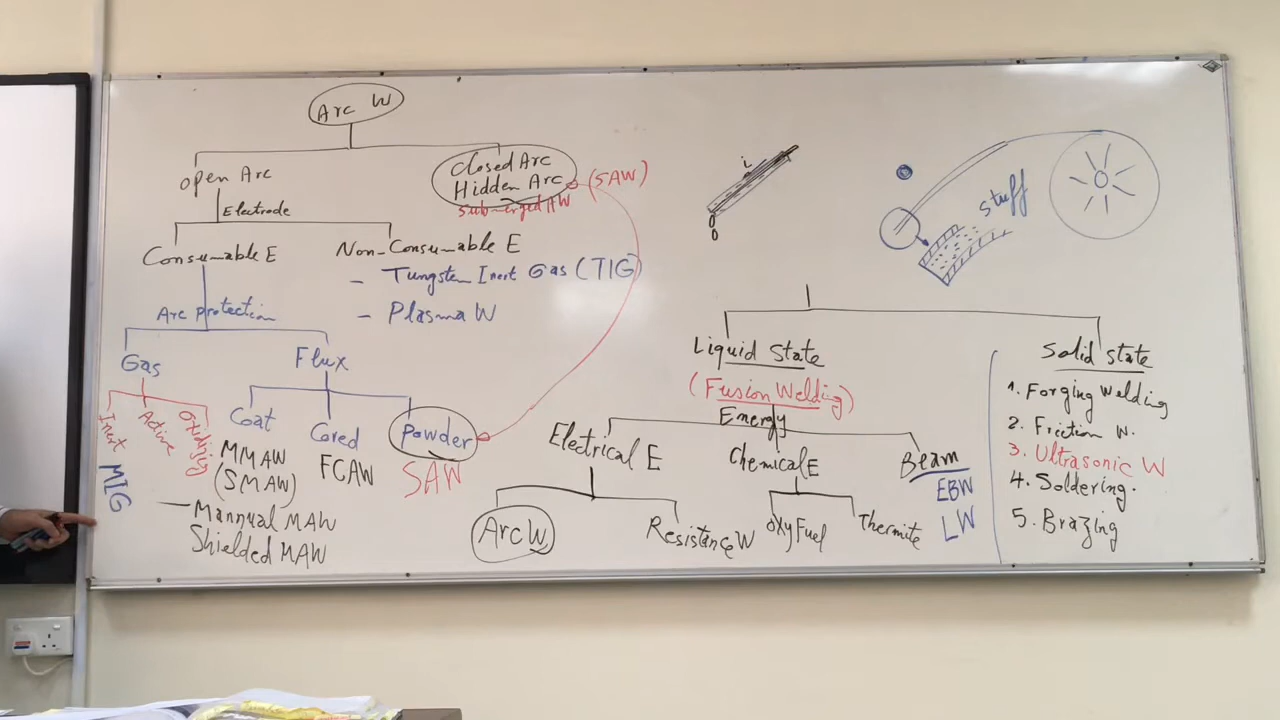 Arc W
Open Arc
Closed Arc
Hidden Arc
Submerged AW
(SAW)
Electrode
Consumable E
Non-Consumable E
- Tungsten Inert Gas (TIG)
- Plasma W
Arc protection
Gas
Flux
Inert
Active
Oxidizing
MIG
Coat
Cored
Powder
MMAW
(SMAW)
FCAW
SAW
- Mannual MAW
Shielded MAW
i
stuff
Liquid State
(Fusion Welding)
Energy
Electrical E
Chemical E
Beam
EBW
LW
Arc W
Resistance W
Oxy Fuel
Thermite
Solid state
1. Forging Welding
2. Friction W.
3. Ultrasonic W
4. Soldering.
5. Brazing